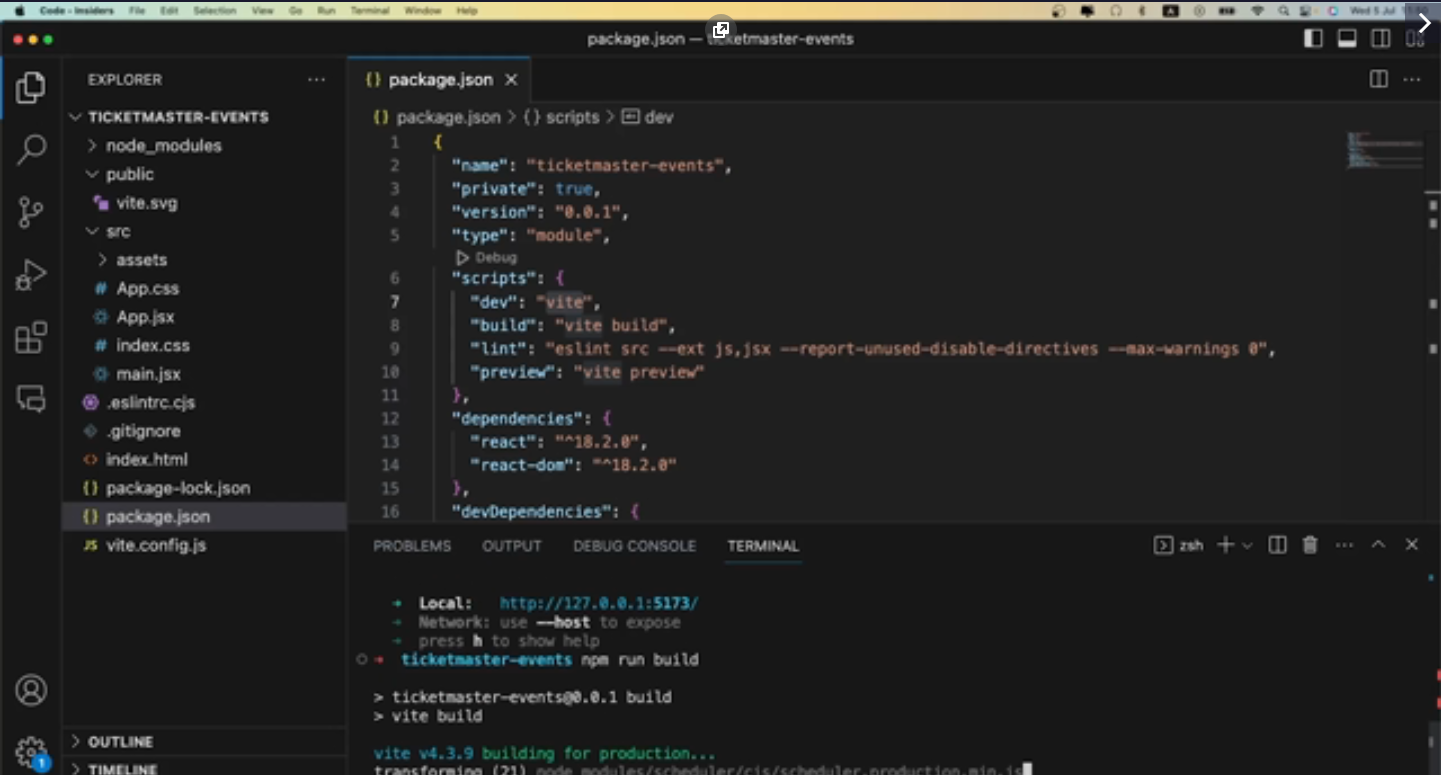 Code - Insiders File Edit Selection View Go Run Terminal Window Help
Wed 5 Jul
package.json — ticketmaster-events
EXPLORER
TICKETMASTER-EVENTS
node_modules
public
vite.svg
src
assets
# App.css
App.jsx
# index.css
main.jsx
.eslintrc.cjs
.gitignore
<> index.html
{} package-lock.json
{} package.json
JS vite.config.js
OUTLINE
TIMELINE
1
{} package.json
{} package.json > {} scripts > dev
1 {
2 "name": "ticketmaster-events",
3 "private": true,
4 "version": "0.0.1",
5 "type": "module",
Debug
6 "scripts": {
7 "dev": "vite",
8 "build": "vite build",
9 "lint": "eslint src --ext js,jsx --report-unused-disable-directives --max-warnings 0",
10 "preview": "vite preview"
11 },
12 "dependencies": {
13 "react": "^18.2.0",
14 "react-dom": "^18.2.0"
15 },
16 "devDependencies": {
PROBLEMS OUTPUT DEBUG CONSOLE TERMINAL
zsh
➜ Local: http://127.0.0.1:5173/
➜ Network: use --host to expose
➜ press h to show help
➜ ticketmaster-events npm run build
> ticketmaster-events@0.0.1 build
> vite build
vite v4.3.9 building for production...
transforming (21) node_modules/scheduler/cjs/scheduler.production.min.js